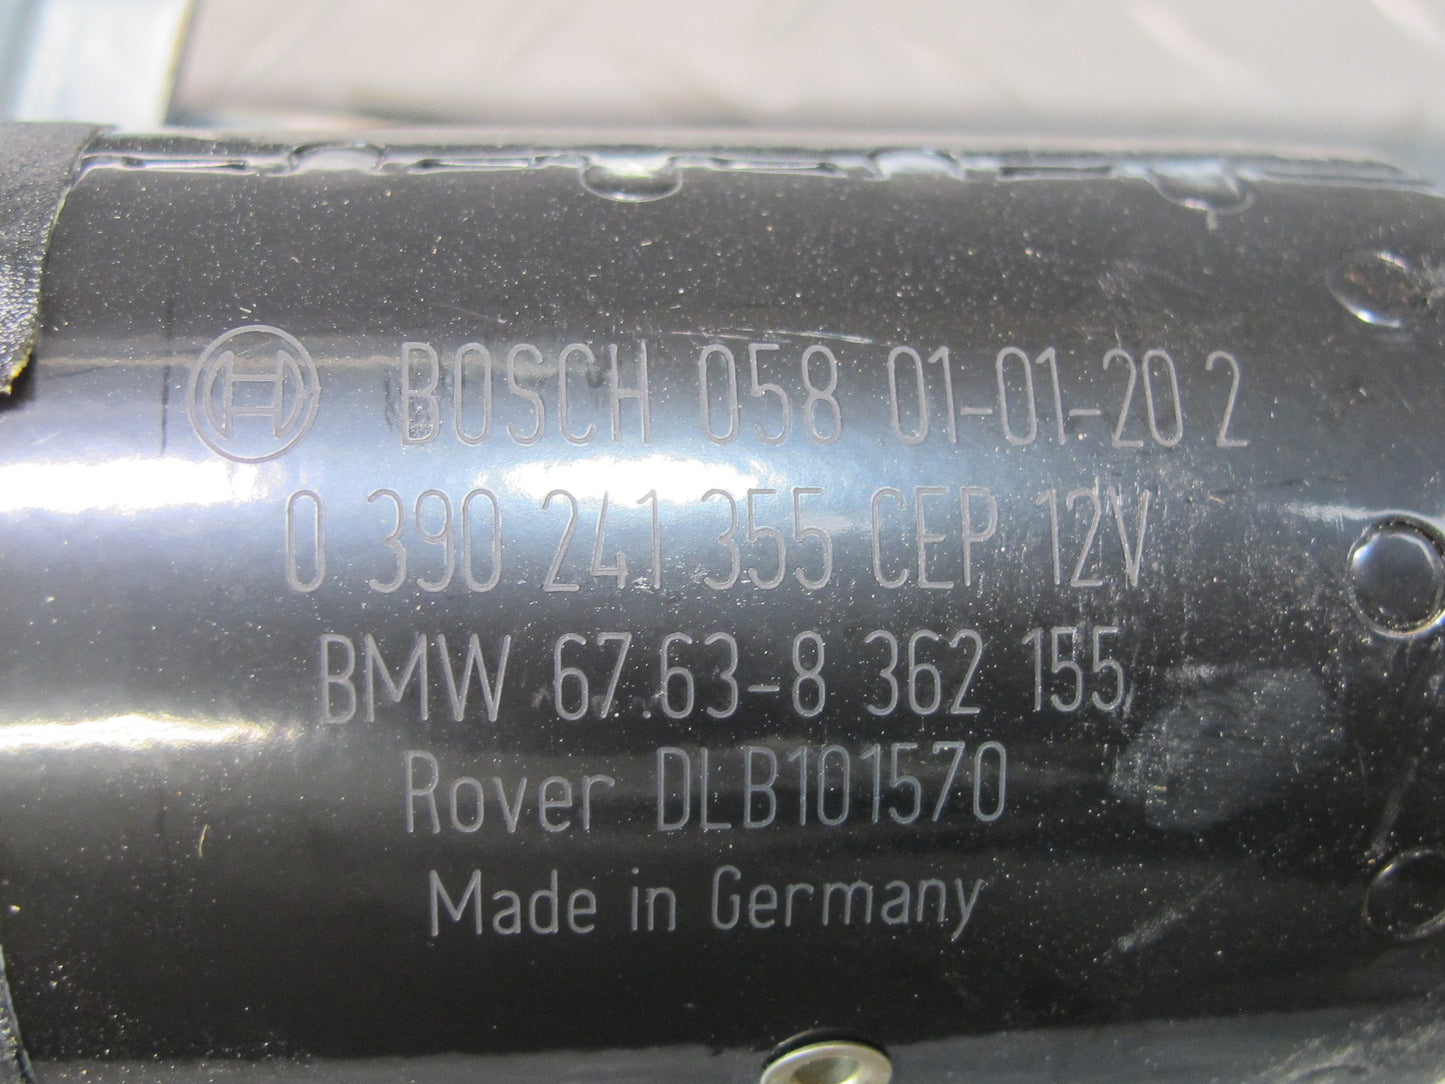 BOSCH 058 01-01-20 2
0 390 241 355 CEP 12V
BMW 67.63-8 362 155
Rover DLB101570
Made in Germany